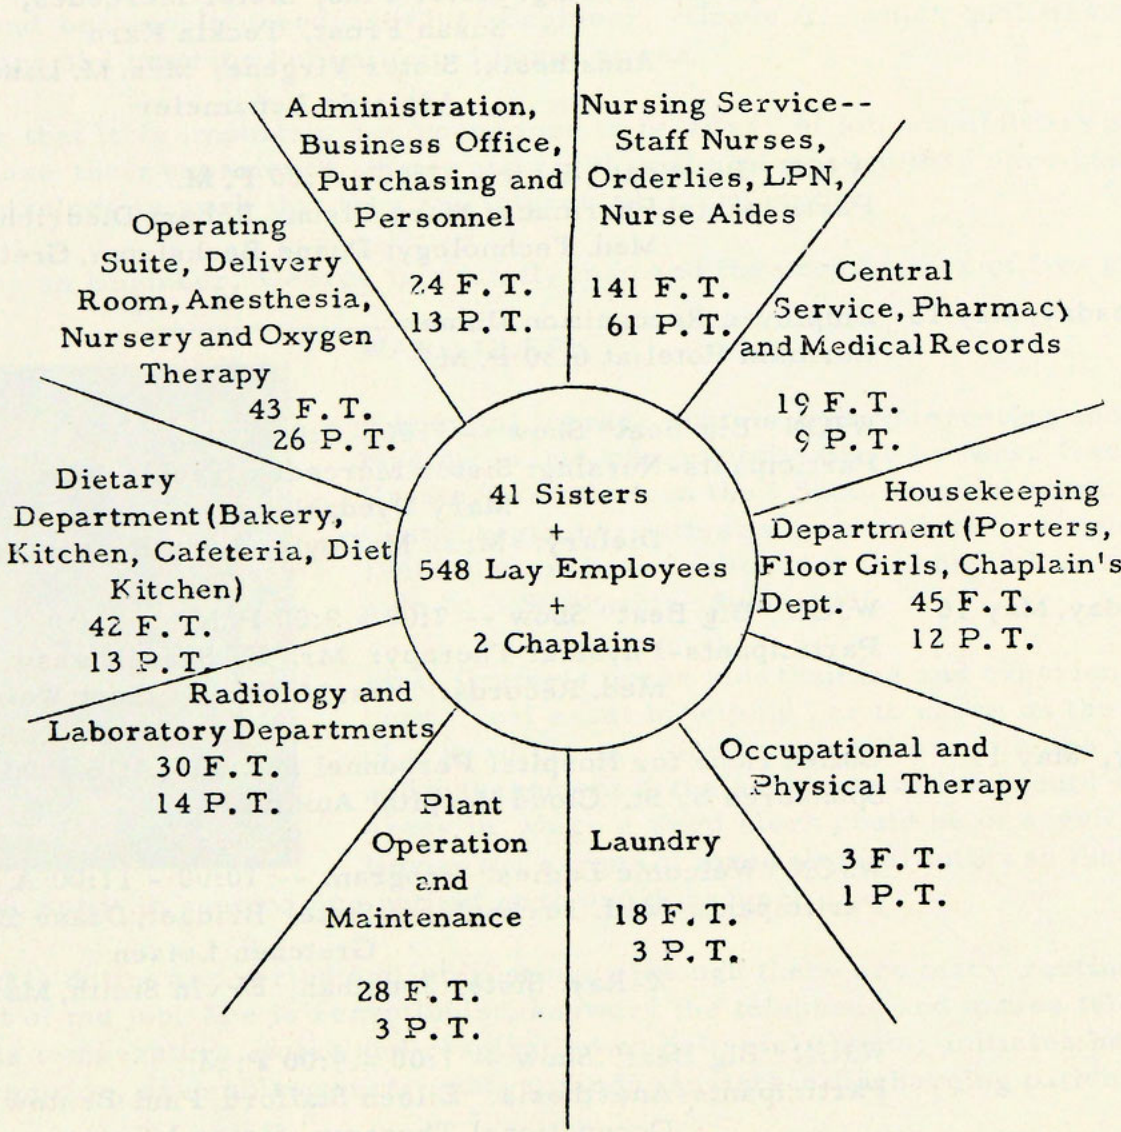 Administration,
Business Office,
Purchasing and
Personnel
24 F. T.
13 P. T.
Nursing Service--
Staff Nurses,
Orderlies, LPN,
Nurse Aides
141 F. T.
61 P. T.
Central
Service, Pharmacy
and Medical Records
19 F. T.
9 P. T.
Housekeeping
Department (Porters,
Floor Girls, Chaplain's
Dept. 45 F. T.
12 P. T.
Occupational and
Physical Therapy
3 F. T.
1 P. T.
Laundry
18 F. T.
3 P. T.
Plant
Operation
and
Maintenance
28 F. T.
3 P. T.
Radiology and
Laboratory Departments
30 F. T.
14 P. T.
Dietary
Department (Bakery,
Kitchen, Cafeteria, Diet
Kitchen)
42 F. T.
13 P. T.
Operating
Suite, Delivery
Room, Anesthesia,
Nursery and Oxygen
Therapy
43 F. T.
26 P. T.
41 Sisters
+
548 Lay Employees
+
2 Chaplains